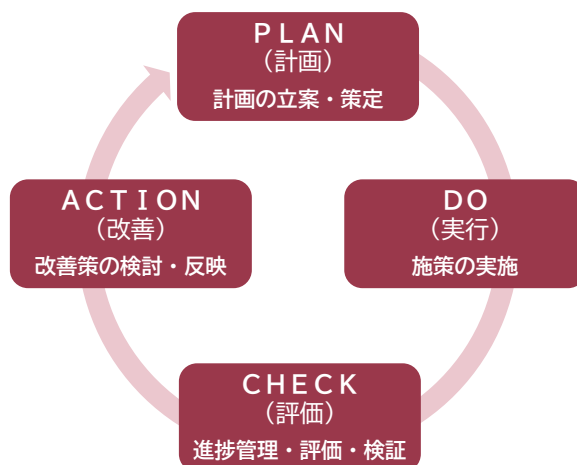 ＰＬＡＮ
（計画）
計画の立案・策定
ＤＯ
（実行）
施策の実施
ＣＨＥＣＫ
（評価）
進捗管理・評価・検証
ＡＣＴＩＯＮ
（改善）
改善策の検討・反映